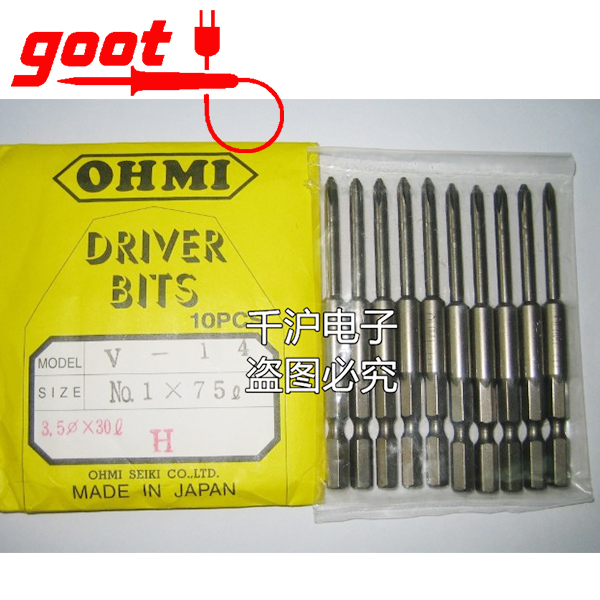 goot
OHMI
DRIVER
BITS
10PCS
MODEL V - 14
SIZE No.1×75ℓ
3.5ø×30ℓ
H
OHMI SEIKI CO.,LTD.
MADE IN JAPAN
千沪电子
盗图必究